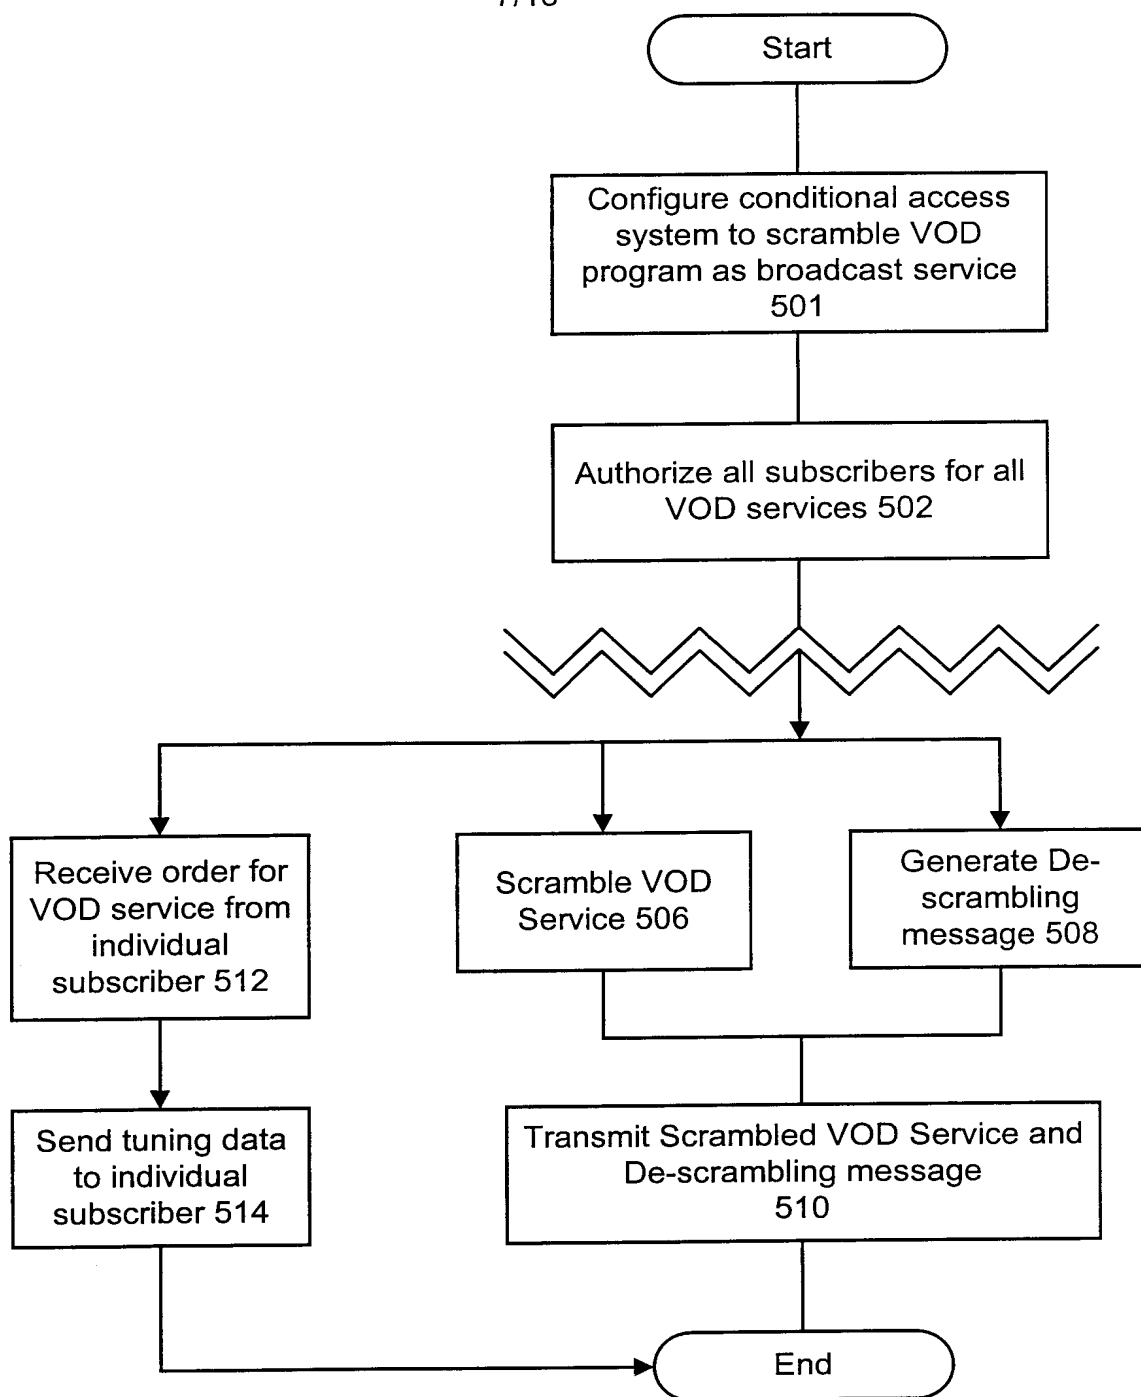 Start
Configure conditional access
system to scramble VOD
program as broadcast service
501
Authorize all subscribers for all
VOD services 502
Receive order for
VOD service from
individual
subscriber 512
Scramble VOD
Service 506
Generate De-
scrambling
message 508
Send tuning data
to individual
subscriber 514
Transmit Scrambled VOD Service and
De-scrambling message
510
End